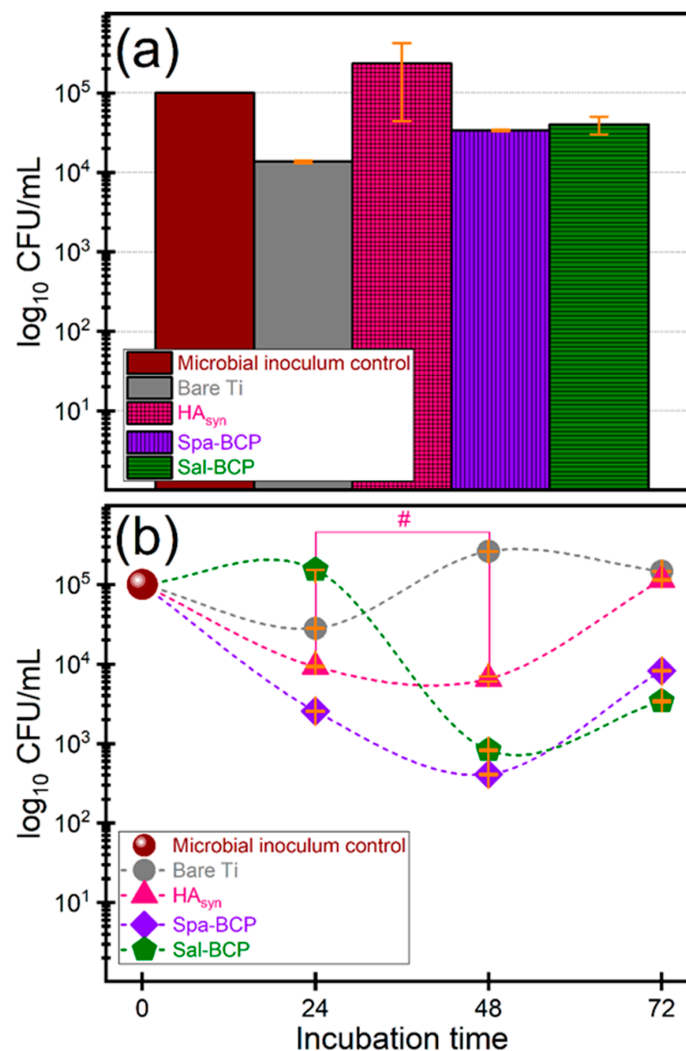 (a)
log₁₀ CFU/mL
10⁵
10⁴
10³
10²
10¹
Microbial inoculum control
Bare Ti
HAsyn
Spa-BCP
Sal-BCP
(b)
#
log₁₀ CFU/mL
10⁵
10⁴
10³
10²
10¹
Microbial inoculum control
Bare Ti
HAsyn
Spa-BCP
Sal-BCP
0 24 48 72
Incubation time